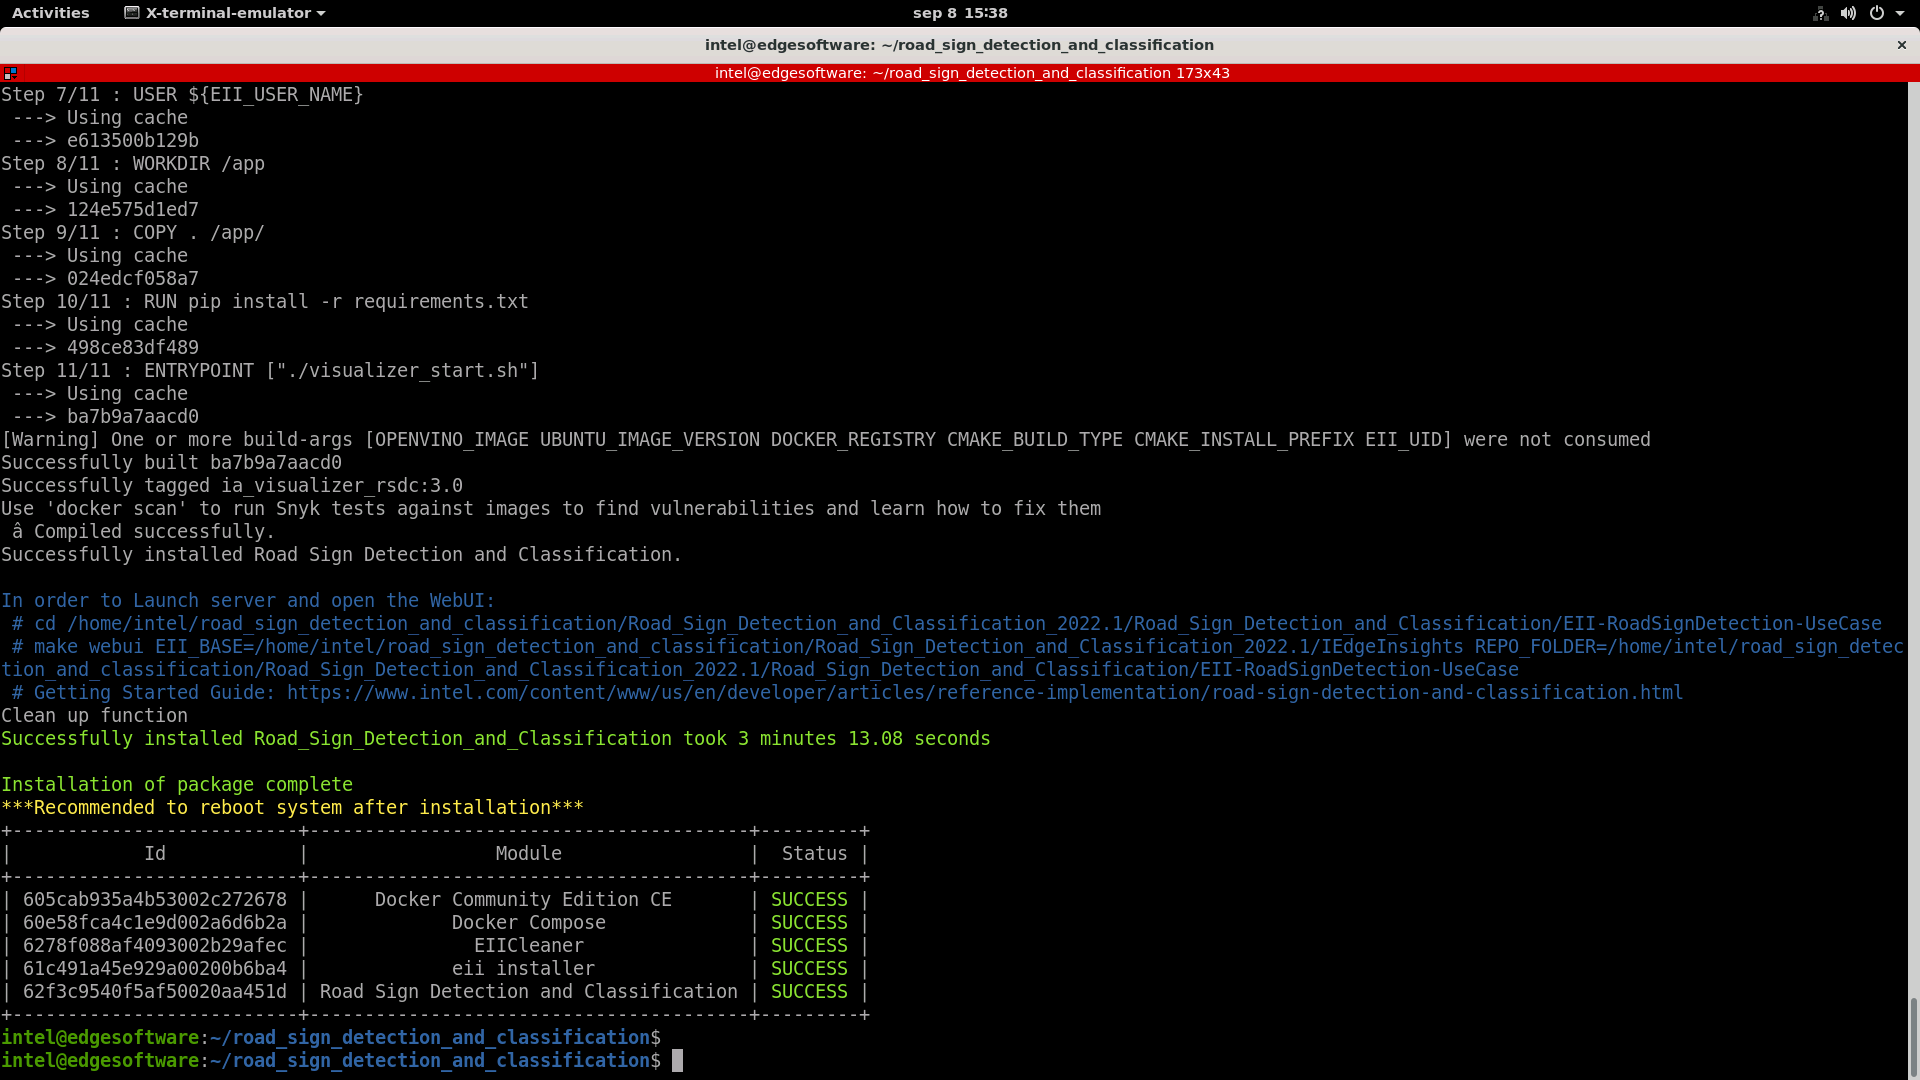 Activities X-terminal-emulator sep 8 15:38
intel@edgesoftware: ~/road_sign_detection_and_classification ×
intel@edgesoftware: ~/road_sign_detection_and_classification 173x43
Step 7/11 : USER ${EII_USER_NAME}
 ---> Using cache
 ---> e613500b129b
Step 8/11 : WORKDIR /app
 ---> Using cache
 ---> 124e575d1ed7
Step 9/11 : COPY . /app/
 ---> Using cache
 ---> 024edcf058a7
Step 10/11 : RUN pip install -r requirements.txt
 ---> Using cache
 ---> 498ce83df489
Step 11/11 : ENTRYPOINT ["./visualizer_start.sh"]
 ---> Using cache
 ---> ba7b9a7aacd0
[Warning] One or more build-args [OPENVINO_IMAGE UBUNTU_IMAGE_VERSION DOCKER_REGISTRY CMAKE_BUILD_TYPE CMAKE_INSTALL_PREFIX EII_UID] were not consumed
Successfully built ba7b9a7aacd0
Successfully tagged ia_visualizer_rsdc:3.0
Use 'docker scan' to run Snyk tests against images to find vulnerabilities and learn how to fix them
 â Compiled successfully.
Successfully installed Road Sign Detection and Classification.

In order to Launch server and open the WebUI:
 # cd /home/intel/road_sign_detection_and_classification/Road_Sign_Detection_and_Classification_2022.1/Road_Sign_Detection_and_Classification/EII-RoadSignDetection-UseCase
 # make webui EII_BASE=/home/intel/road_sign_detection_and_classification/Road_Sign_Detection_and_Classification_2022.1/IEdgeInsights REPO_FOLDER=/home/intel/road_sign_detec
tion_and_classification/Road_Sign_Detection_and_Classification_2022.1/Road_Sign_Detection_and_Classification/EII-RoadSignDetection-UseCase
 # Getting Started Guide: https://www.intel.com/content/www/us/en/developer/articles/reference-implementation/road-sign-detection-and-classification.html
Clean up function
Successfully installed Road_Sign_Detection_and_Classification took 3 minutes 13.08 seconds

Installation of package complete
***Recommended to reboot system after installation***
+--------------------------+----------------------------------------+---------+
|            Id            |                 Module                 |  Status |
+--------------------------+----------------------------------------+---------+
| 605cab935a4b53002c272678 |      Docker Community Edition CE       | SUCCESS |
| 60e58fca4c1e9d002a6d6b2a |             Docker Compose             | SUCCESS |
| 6278f088af4093002b29afec |               EIICleaner               | SUCCESS |
| 61c491a45e929a00200b6ba4 |             eii installer              | SUCCESS |
| 62f3c9540f5af50020aa451d | Road Sign Detection and Classification | SUCCESS |
+--------------------------+----------------------------------------+---------+
intel@edgesoftware:~/road_sign_detection_and_classification$
intel@edgesoftware:~/road_sign_detection_and_classification$